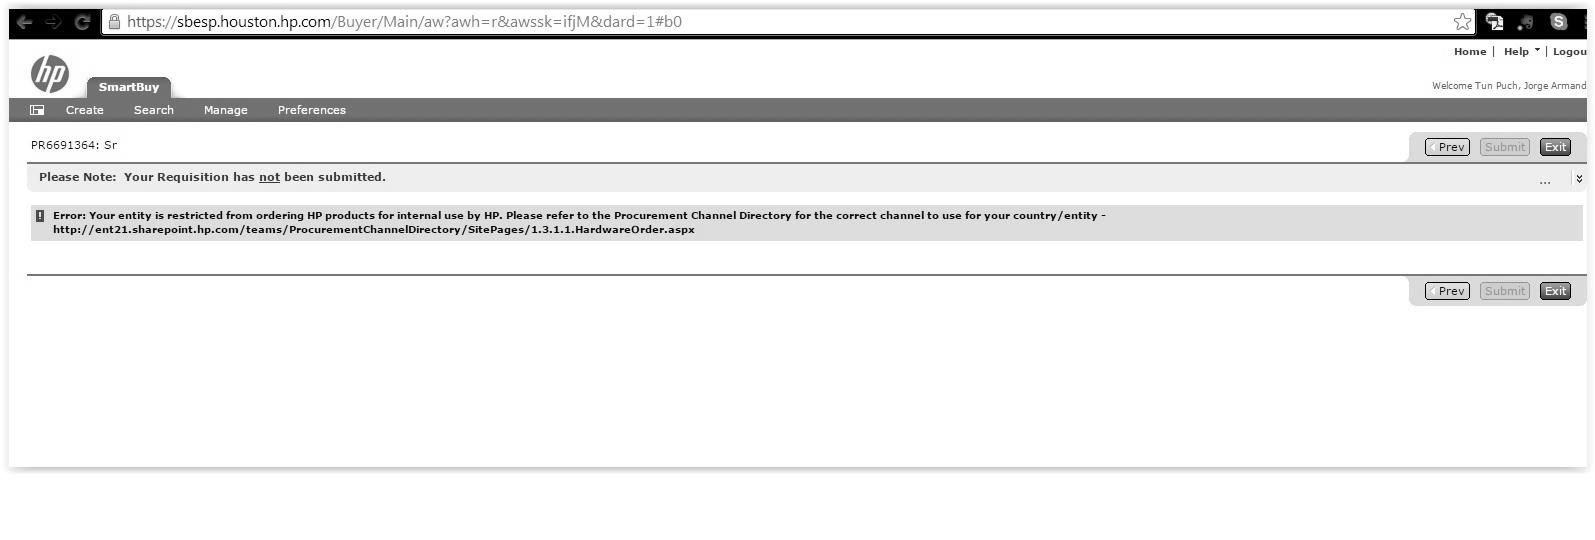 https://sbesp.houston.hp.com/Buyer/Main/aw?awh=r&awssk=ifjM&dard=1#b0
Home | Help | Logou
hp
SmartBuy
Welcome Tun Puch, Jorge Armand
Create Search Manage Preferences
PR6691364: Sr
Prev Submit Exit
Please Note: Your Requisition has not been submitted.
...
! Error: Your entity is restricted from ordering HP products for internal use by HP. Please refer to the Procurement Channel Directory for the correct channel to use for your country/entity -
http://ent21.sharepoint.hp.com/teams/ProcurementChannelDirectory/SitePages/1.3.1.1.HardwareOrder.aspx
Prev Submit Exit